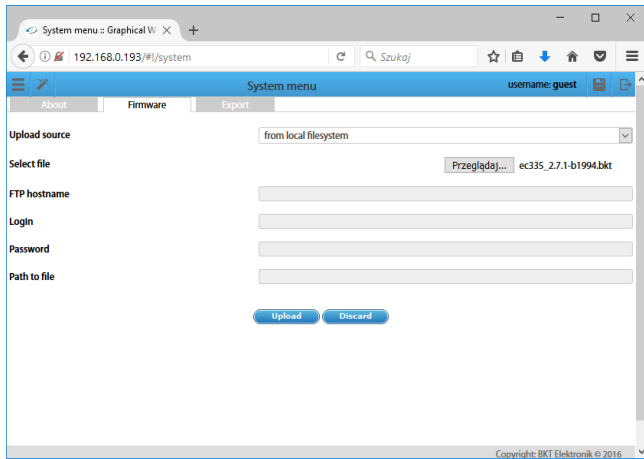 System menu :: Graphical W
192.168.0.193/#!/system
Szukaj
System menu
username: guest
About
Firmware
Export
Upload source
from local filesystem
Select file
Przeglądaj... ec335_2.7.1-b1994.bkt
FTP hostname
Login
Password
Path to file
Upload
Discard
Copyright: BKT Elektronik © 2016